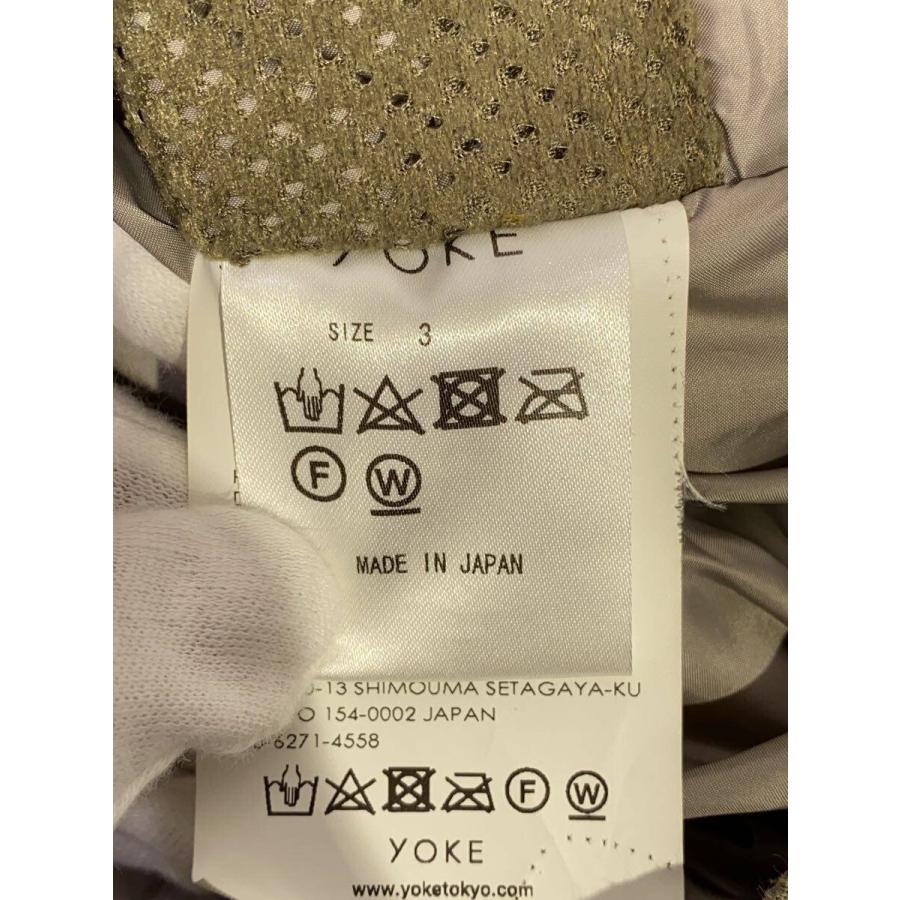 YOKE
SIZE 3
F W
MADE IN JAPAN
-13 SHIMOUMA SETAGAYA-KU
154-0002 JAPAN
6271-4558
F W
YOKE
www.yoketokyo.com